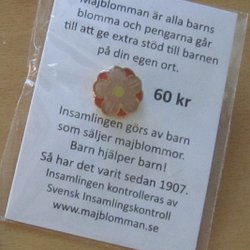 Majblomman är alla barns
blomma och pengarna går
till att ge extra stöd till barnen
på din egen ort.
60 kr
Insamlingen görs av barn
som säljer majblommor.
Barn hjälper barn!
Så har det varit sedan 1907.
Insamlingen kontrolleras av
Svensk Insamlingskontroll
www.majblomman.se